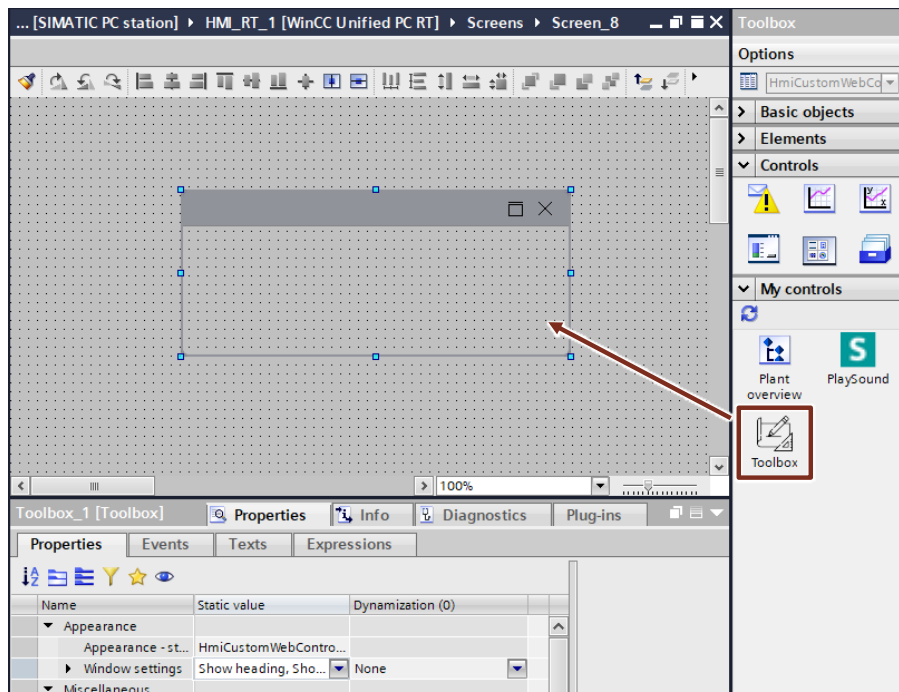 ... [SIMATIC PC station] HMI_RT_1 [WinCC Unified PC RT] Screens Screen_8
Toolbox
Options
HmiCustomWebCo
Basic objects
Elements
Controls
My controls
Plant
overview
PlaySound
Toolbox
100%
Toolbox_1 [Toolbox]
Properties
Info
Diagnostics
Plug-ins
Properties
Events
Texts
Expressions
Name
Static value
Dynamization (0)
Appearance
Appearance - st...
HmiCustomWebContro...
Window settings
Show heading, Sho...
None
Miscellaneous